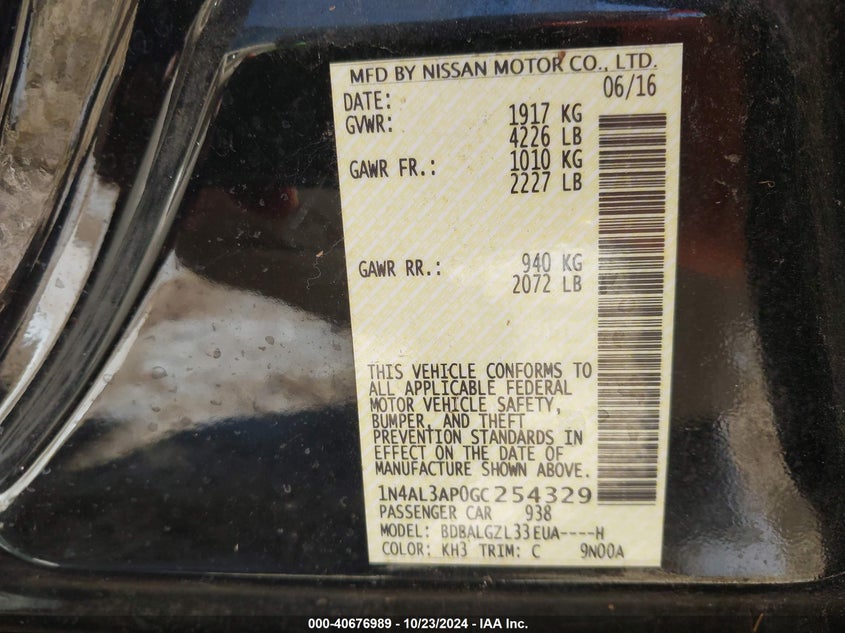 MFD BY NISSAN MOTOR CO., LTD.
DATE: 06/16
GVWR: 1917 KG
4226 LB
GAWR FR.: 1010 KG
2227 LB
GAWR RR.: 940 KG
2072 LB
THIS VEHICLE CONFORMS TO
ALL APPLICABLE FEDERAL
MOTOR VEHICLE SAFETY,
BUMPER, AND THEFT
PREVENTION STANDARDS IN
EFFECT ON THE DATE OF
MANUFACTURE SHOWN ABOVE.
1N4AL3AP0GC254329
PASSENGER CAR 938
MODEL: BDBALGZL33EUA----H
COLOR: KH3 TRIM: C 9N00A
000-40676989 - 10/23/2024 - IAA Inc.